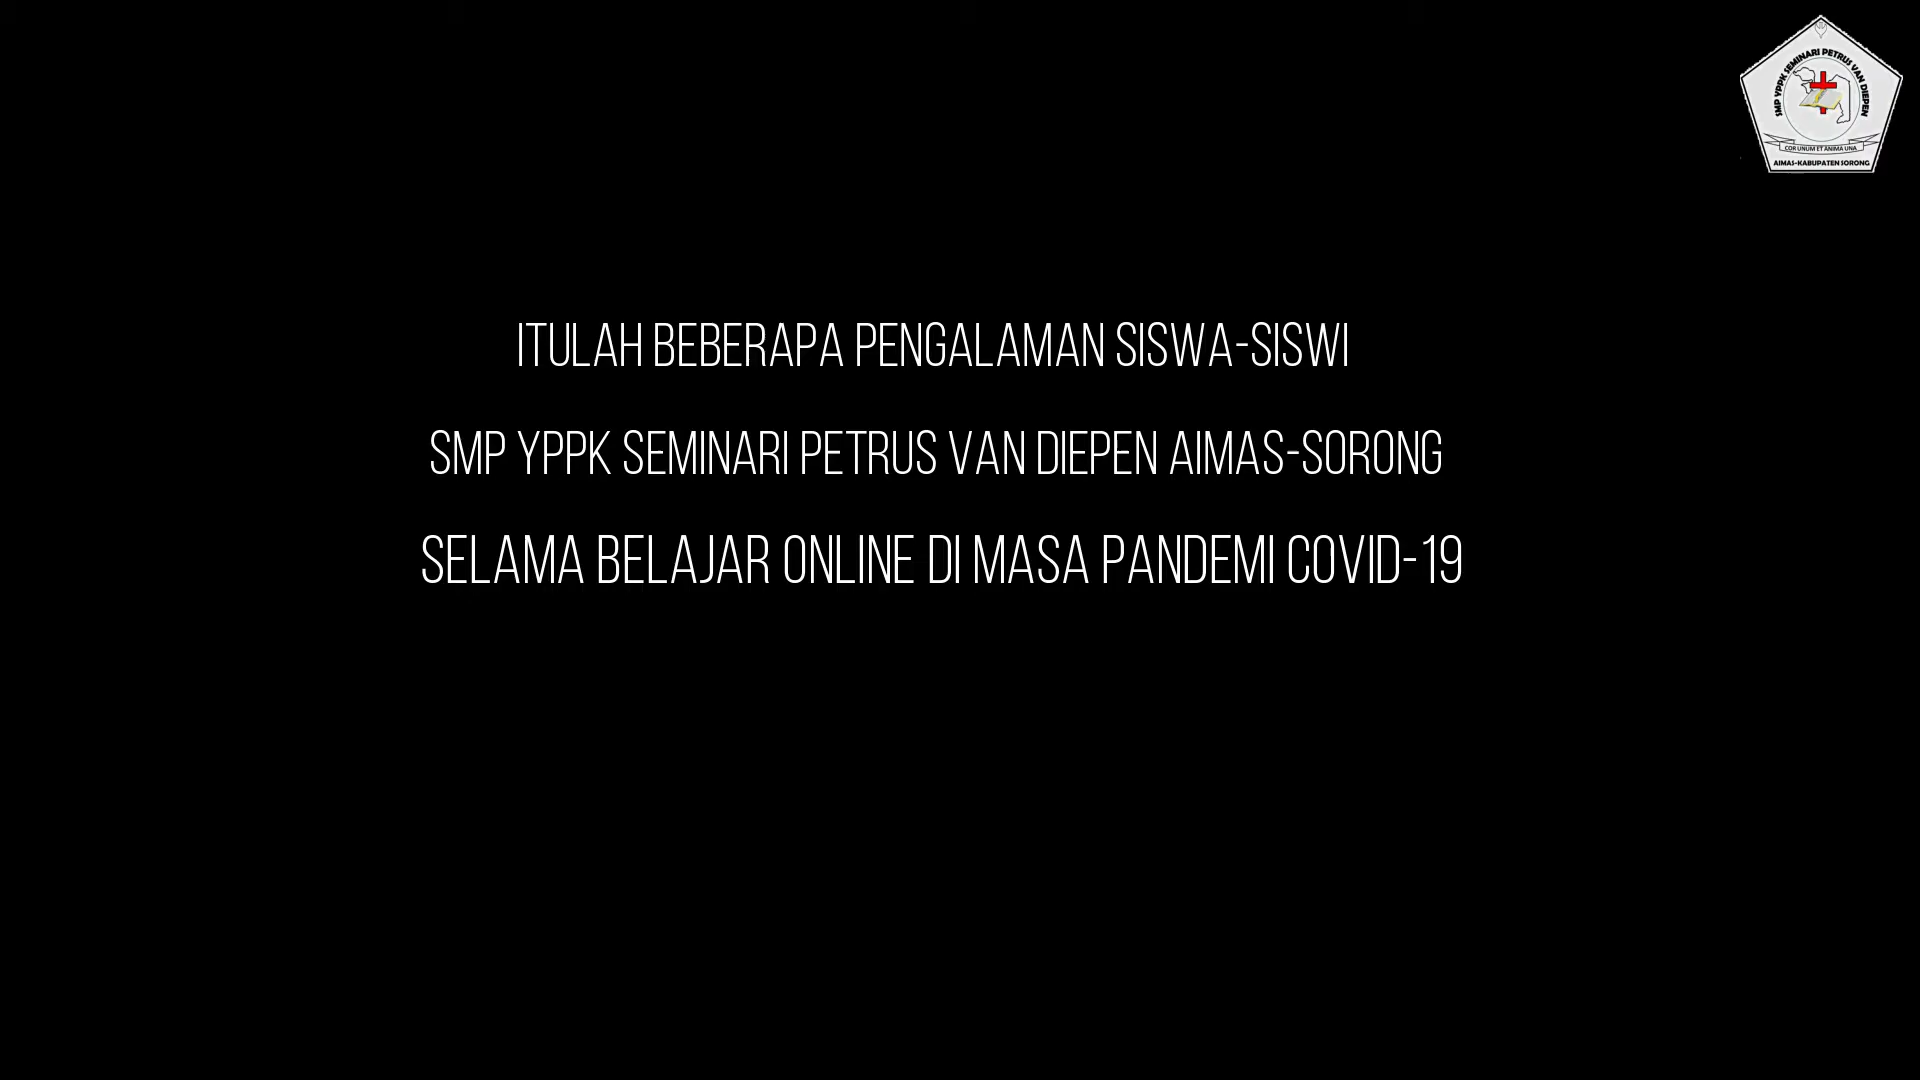 SMP YPPK SEMINARI PETRUS VAN DIEPEN
COR UNUM ET ANIMA UNA
AIMAS-KABUPATEN SORONG
ITULAH BEBERAPA PENGALAMAN SISWA-SISWI
SMP YPPK SEMINARI PETRUS VAN DIEPEN AIMAS-SORONG
SELAMA BELAJAR ONLINE DI MASA PANDEMI COVID-19